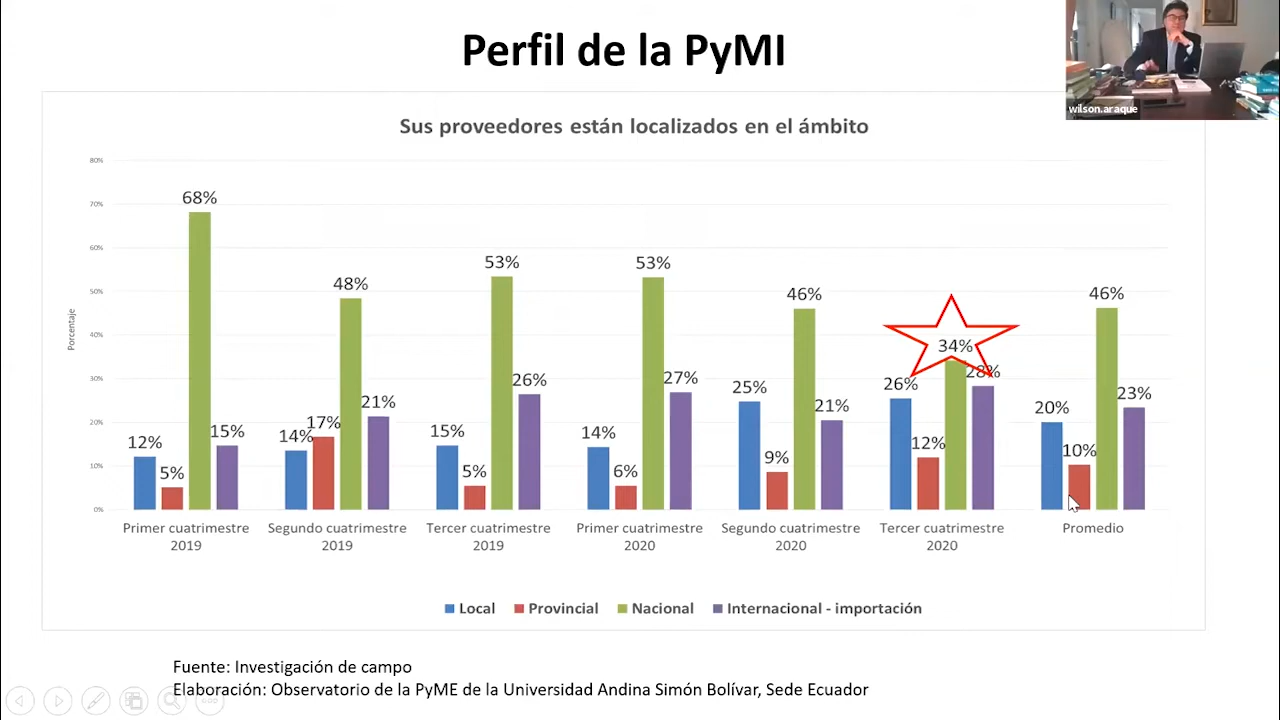 Perfil de la PyMI
wilson.araque
Sus proveedores están localizados en el ámbito
Porcentaje
80%
70%
60%
50%
40%
30%
20%
10%
0%
12%
5%
68%
15%
14%
17%
48%
21%
15%
5%
53%
26%
14%
6%
53%
27%
25%
9%
46%
21%
26%
12%
34%
28%
20%
10%
46%
23%
Primer cuatrimestre
2019
Segundo cuatrimestre
2019
Tercer cuatrimestre
2019
Primer cuatrimestre
2020
Segundo cuatrimestre
2020
Tercer cuatrimestre
2020
Promedio
Local
Provincial
Nacional
Internacional - importación
Fuente: Investigación de campo
Elaboración: Observatorio de la PyME de la Universidad Andina Simón Bolívar, Sede Ecuador